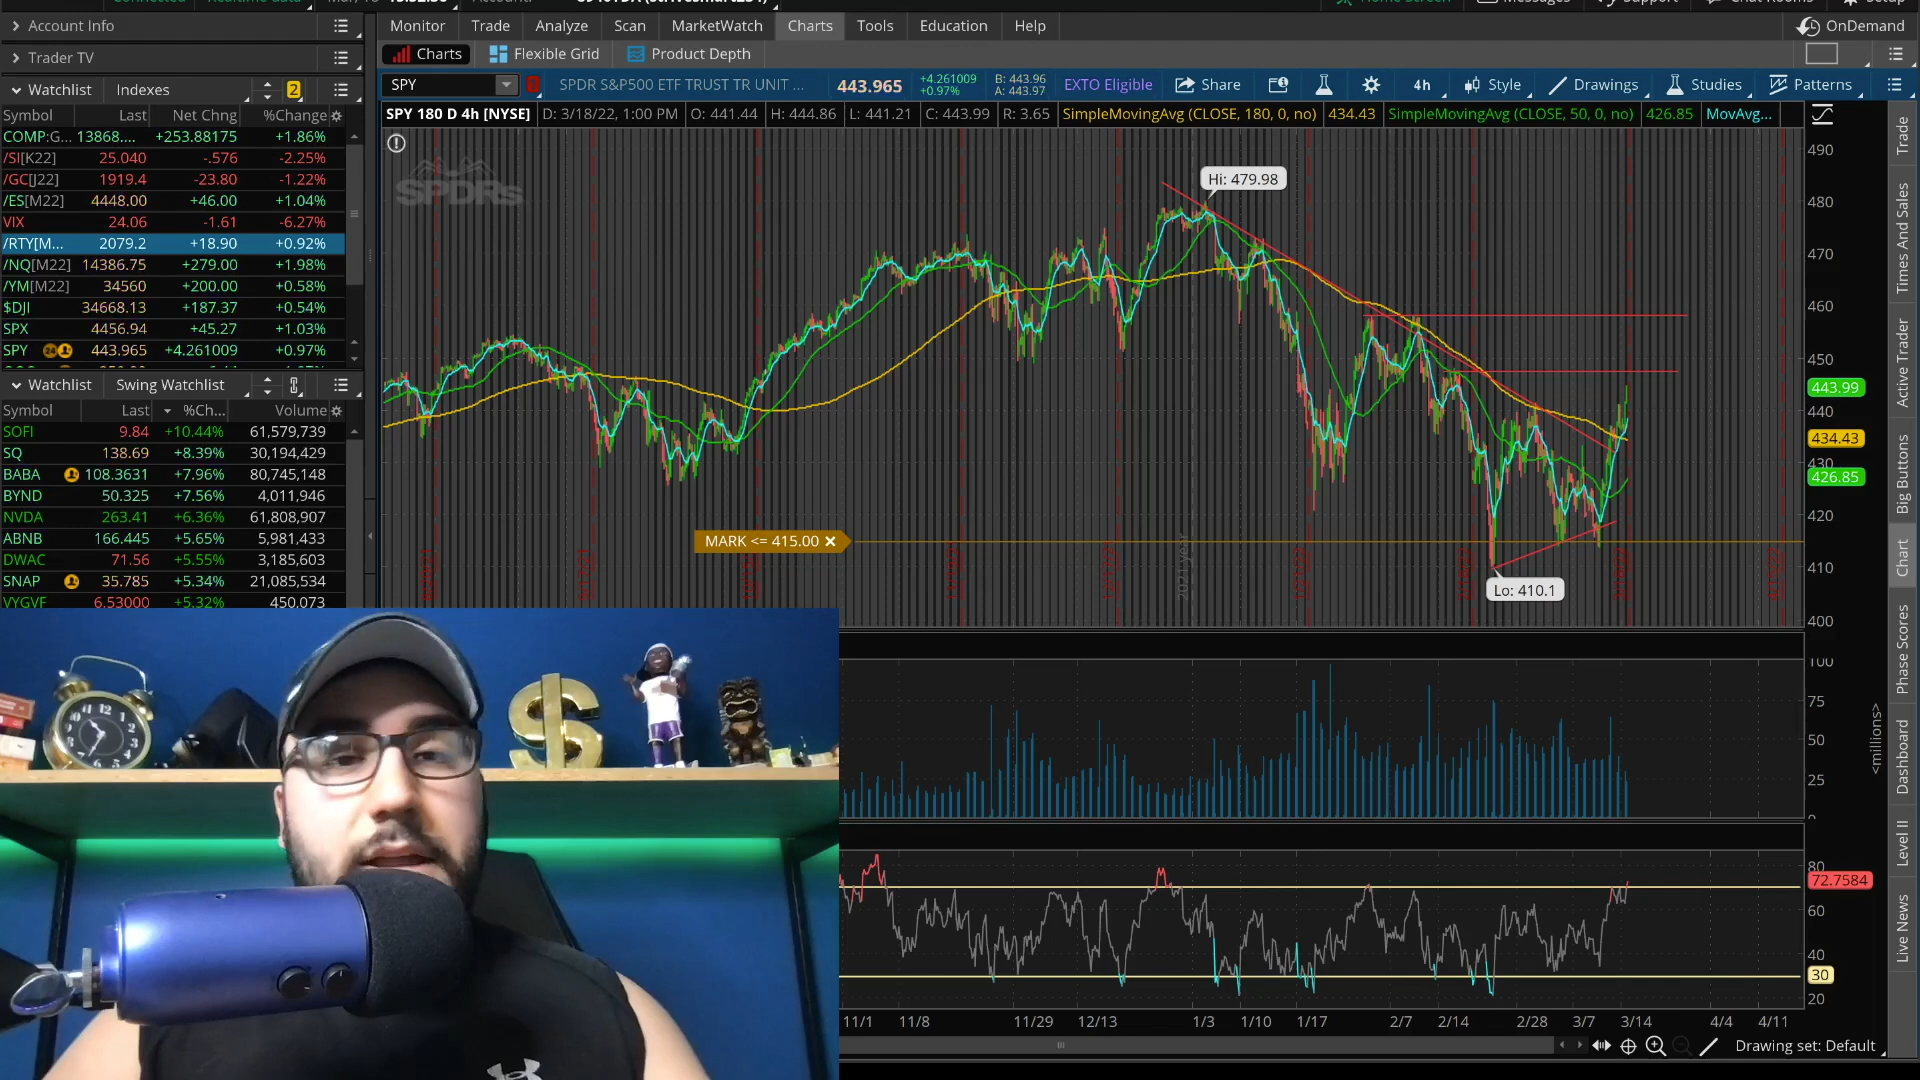 Account Info
Trader TV
Watchlist Indexes 2
Symbol Last Net Chng %Change
COMP:G... 13868.... +253.88175 +1.86%
/SI[K22] 25.040 -.576 -2.25%
/GC[J22] 1919.4 -23.80 -1.22%
/ES[M22] 4448.00 +46.00 +1.04%
VIX 24.06 -1.61 -6.27%
/RTY[M... 2079.2 +18.90 +0.92%
/NQ[M22] 14386.75 +279.00 +1.98%
/YM[M22] 34560 +200.00 +0.58%
$DJI 34668.13 +187.37 +0.54%
SPX 4456.94 +45.27 +1.03%
SPY 443.965 +4.261009 +0.97%
Watchlist Swing Watchlist
Symbol Last %Ch... Volume
SOFI 9.84 +10.44% 61,579,739
SQ 138.69 +8.39% 30,194,429
BABA 108.3631 +7.96% 80,745,148
BYND 50.325 +7.56% 4,011,946
NVDA 263.41 +6.36% 61,808,907
ABNB 166.445 +5.65% 5,981,433
DWAC 71.56 +5.55% 3,185,603
SNAP 35.785 +5.34% 21,085,534
VYGVF 6.53000 +5.32% 450,073
Monitor Trade Analyze Scan MarketWatch Charts Tools Education Help OnDemand
Charts Flexible Grid Product Depth
SPY SPDR S&P500 ETF TRUST TR UNIT ... 443.965 +4.261009 +0.97% B: 443.96 A: 443.97 EXTO Eligible Share 4h Style Drawings Studies Patterns
SPY 180 D 4h [NYSE] D: 3/18/22, 1:00 PM O: 441.44 H: 444.86 L: 441.21 C: 443.99 R: 3.65 SimpleMovingAvg (CLOSE, 180, 0, no) 434.43 SimpleMovingAvg (CLOSE, 50, 0, no) 426.85 MovAvg...
SPDRs
Hi: 479.98
MARK <= 415.00
Lo: 410.1
2021 year
490
480
470
460
450
443.99
440
434.43
430
426.85
420
410
400
100
75
50
25
<millions>
80
72.7584
60
40
30
20
11/1 11/8 11/29 12/13 1/3 1/10 1/17 2/7 2/14 2/28 3/7 3/14 4/4 4/11
Drawing set: Default
Trade
Times And Sales
Active Trader
Big Buttons
Chart
Phase Scores
Dashboard
Level II
Live News
$